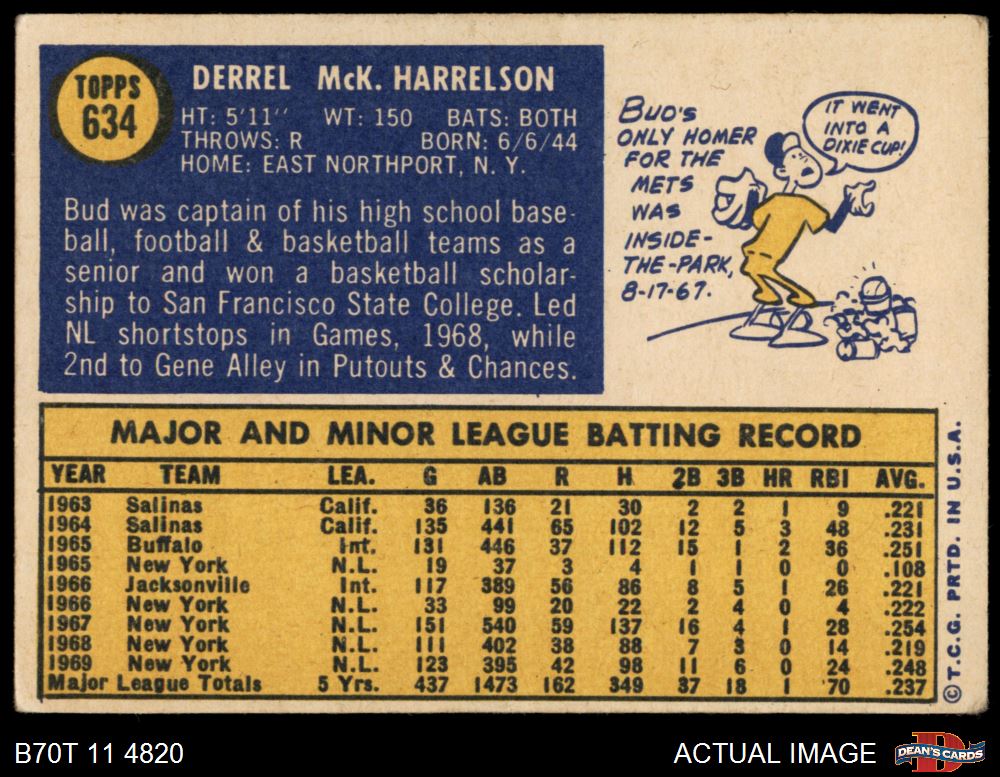 TOPPS
634
DERREL McK. HARRELSON
HT: 5'11" WT: 150 BATS: BOTH
THROWS: R BORN: 6/6/44
HOME: EAST NORTHPORT, N. Y.
Bud was captain of his high school base-
ball, football & basketball teams as a
senior and won a basketball scholar-
ship to San Francisco State College. Led
NL shortstops in Games, 1968, while
2nd to Gene Alley in Putouts & Chances.
BUD'S
ONLY HOMER
FOR THE
METS
WAS
INSIDE-
THE-PARK,
8-17-67.
IT WENT
INTO A
DIXIE CUP!
MAJOR AND MINOR LEAGUE BATTING RECORD
YEAR TEAM LEA. G AB R H 2B 3B HR RBI AVG.
1963 Salinas Calif. 36 136 21 30 2 2 1 9 .221
1964 Salinas Calif. 135 441 65 102 12 5 3 48 .231
1965 Buffalo Int. 131 446 37 112 15 1 2 36 .251
1965 New York N.L. 19 37 3 4 1 1 0 0 .108
1966 Jacksonville Int. 117 389 56 86 8 5 1 26 .221
1966 New York N.L. 33 99 20 22 2 4 0 4 .222
1967 New York N.L. 151 540 59 137 16 4 1 28 .254
1968 New York N.L. 111 402 38 88 7 3 0 14 .219
1969 New York N.L. 123 395 42 98 11 6 0 24 .248
Major League Totals 5 Yrs. 437 1473 162 349 37 18 1 70 .237
© T.C.G. PRTD. IN U.S.A.
B70T 11 4820
ACTUAL IMAGE
D
DEAN'S CARDS